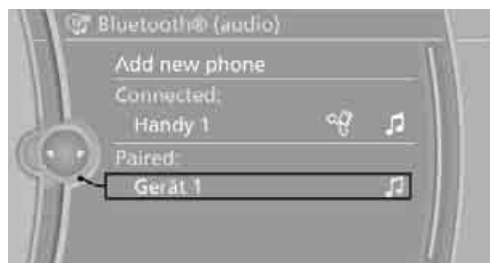 Bluetooth® (audio)
Add new phone
Connected:
Handy 1
Paired:
Gerät 1